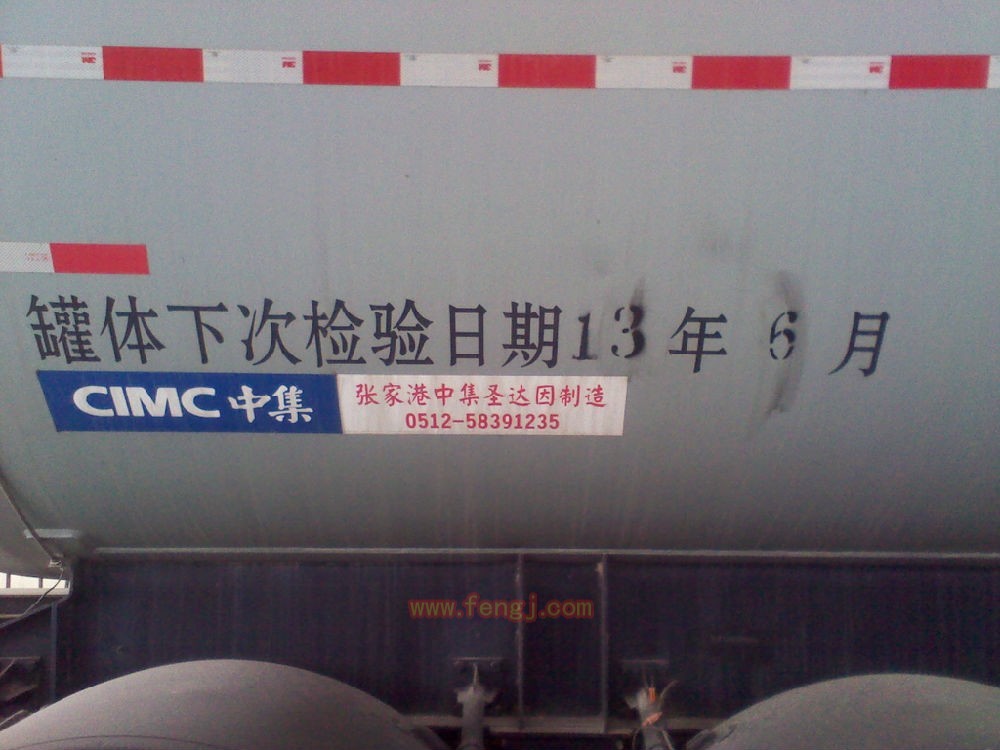 罐体下次检验日期13年 6 月
CIMC 中集
张家港中集圣达因制造
0512-58391235
www.fengj.com